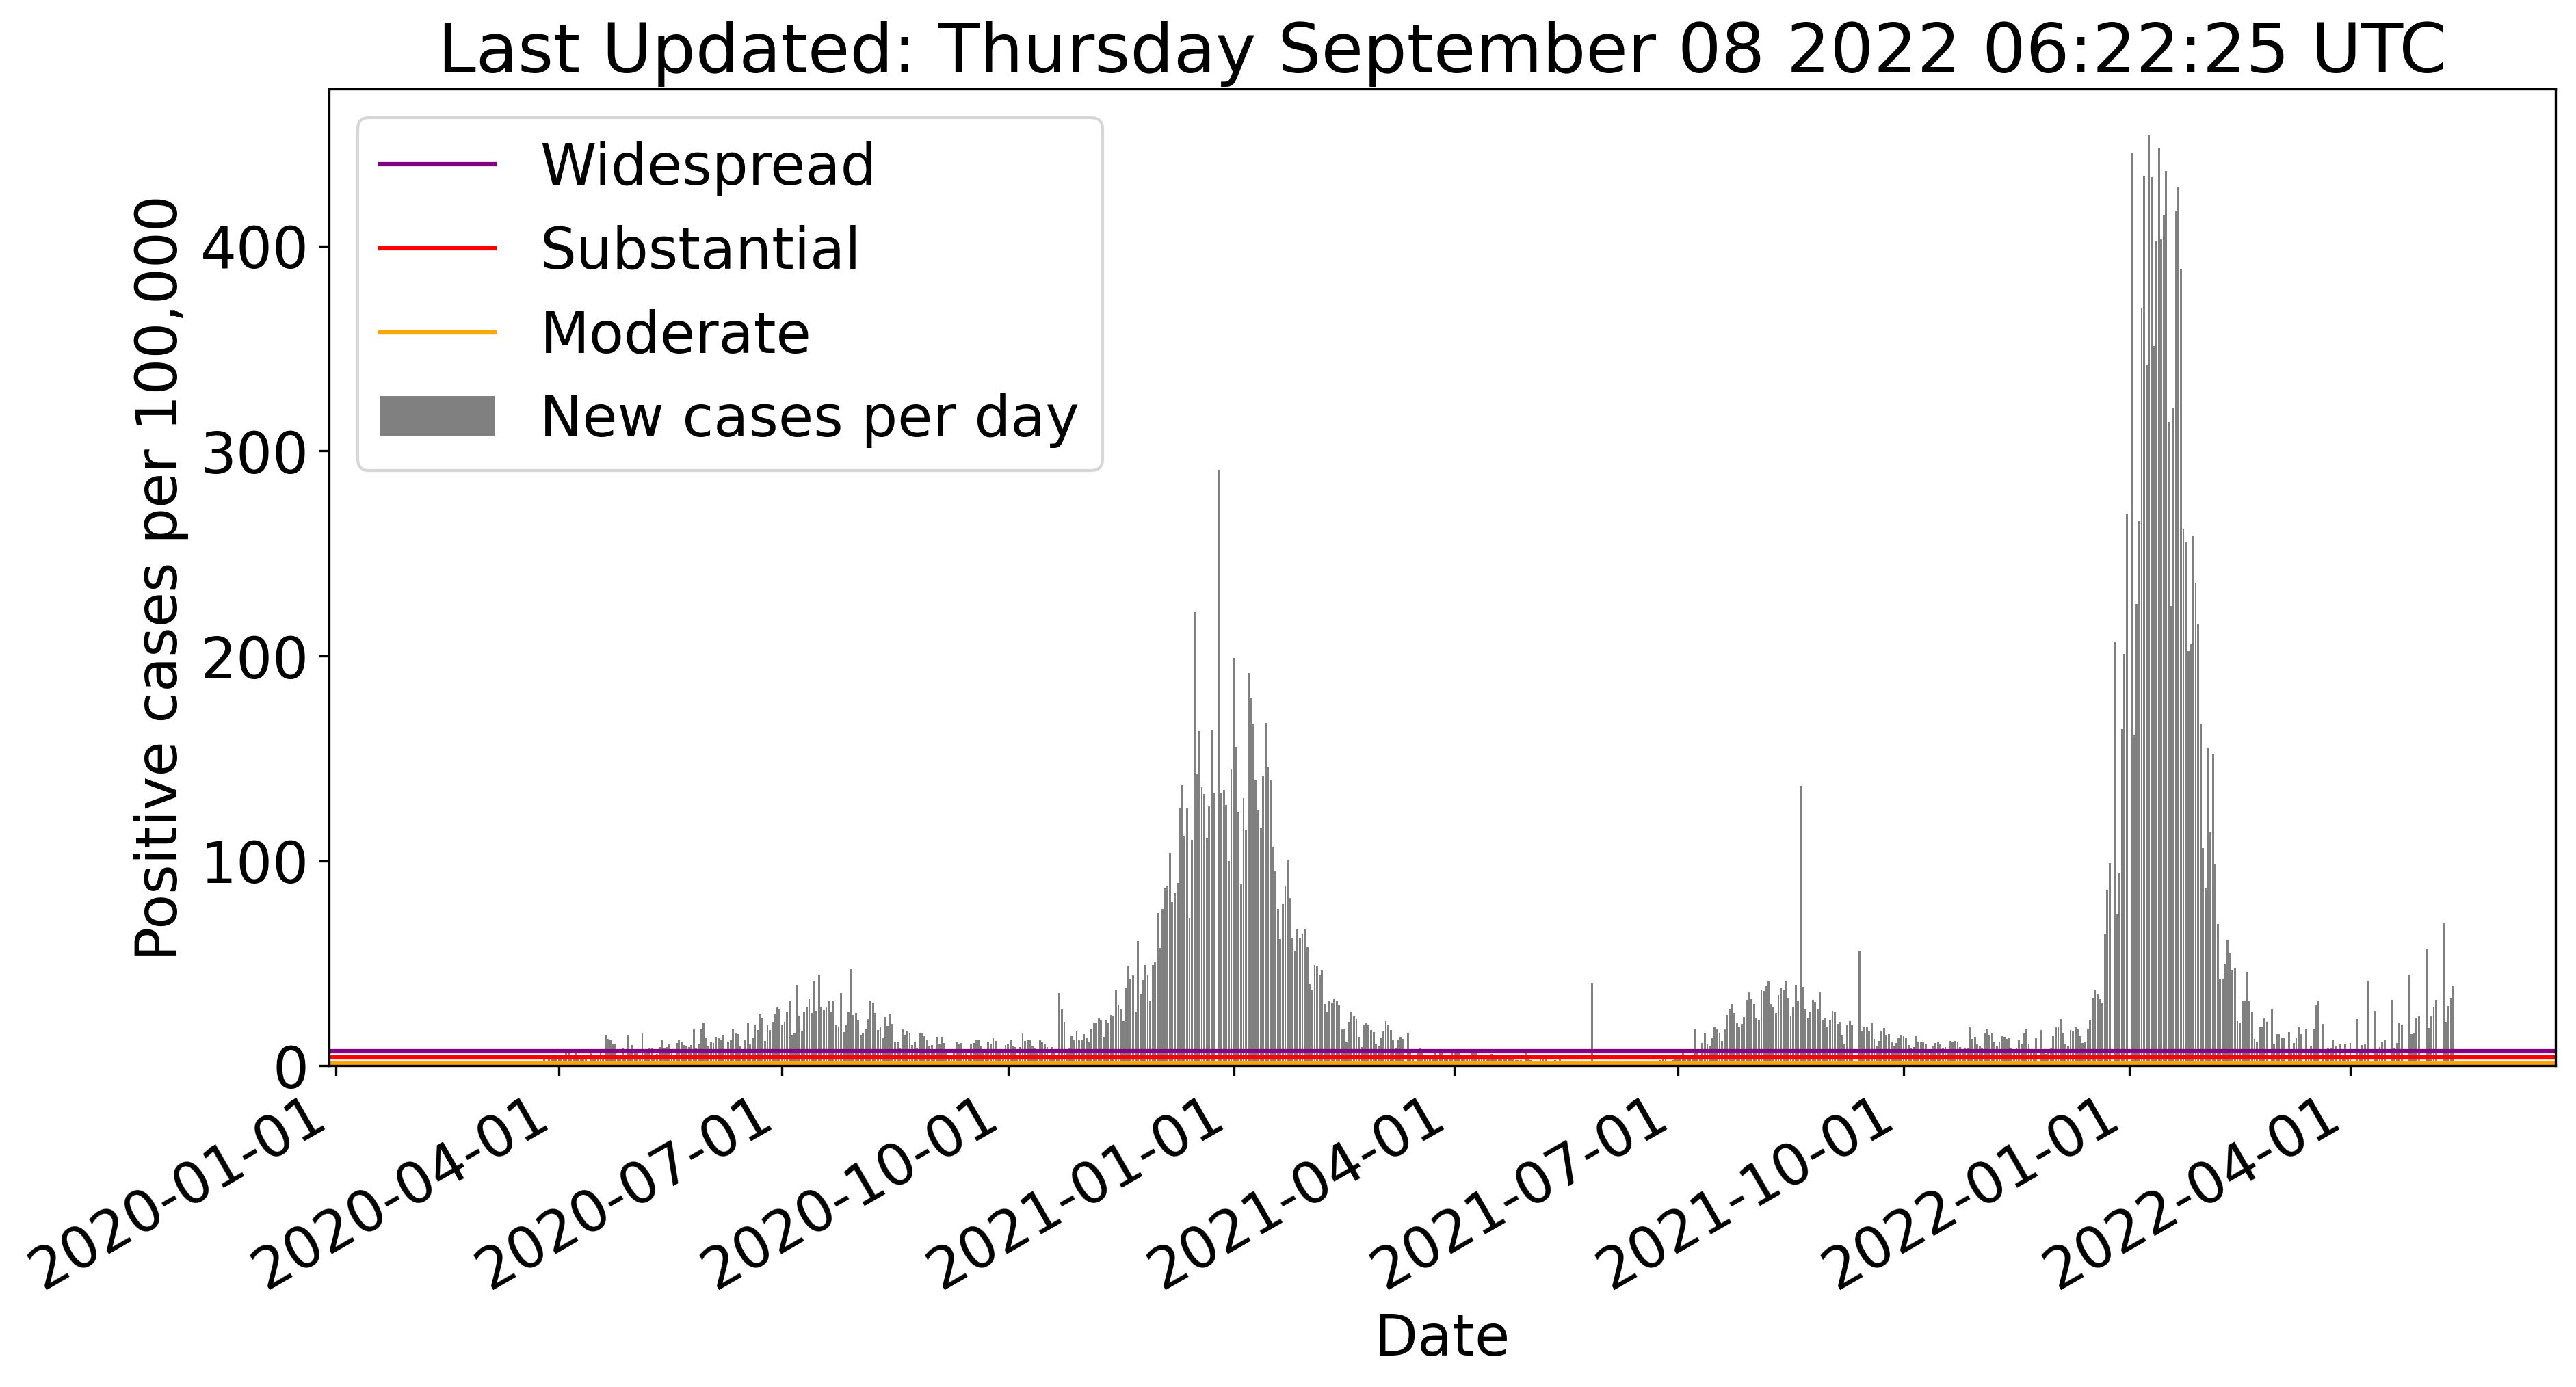 Last Updated: Thursday September 08 2022 06:22:25 UTC
Widespread
Substantial
Moderate
New cases per day
Positive cases per 100,000
400
300
200
100
0
2020-01-01
2020-04-01
2020-07-01
2020-10-01
2021-01-01
2021-04-01
2021-07-01
2021-10-01
2022-01-01
2022-04-01
Date